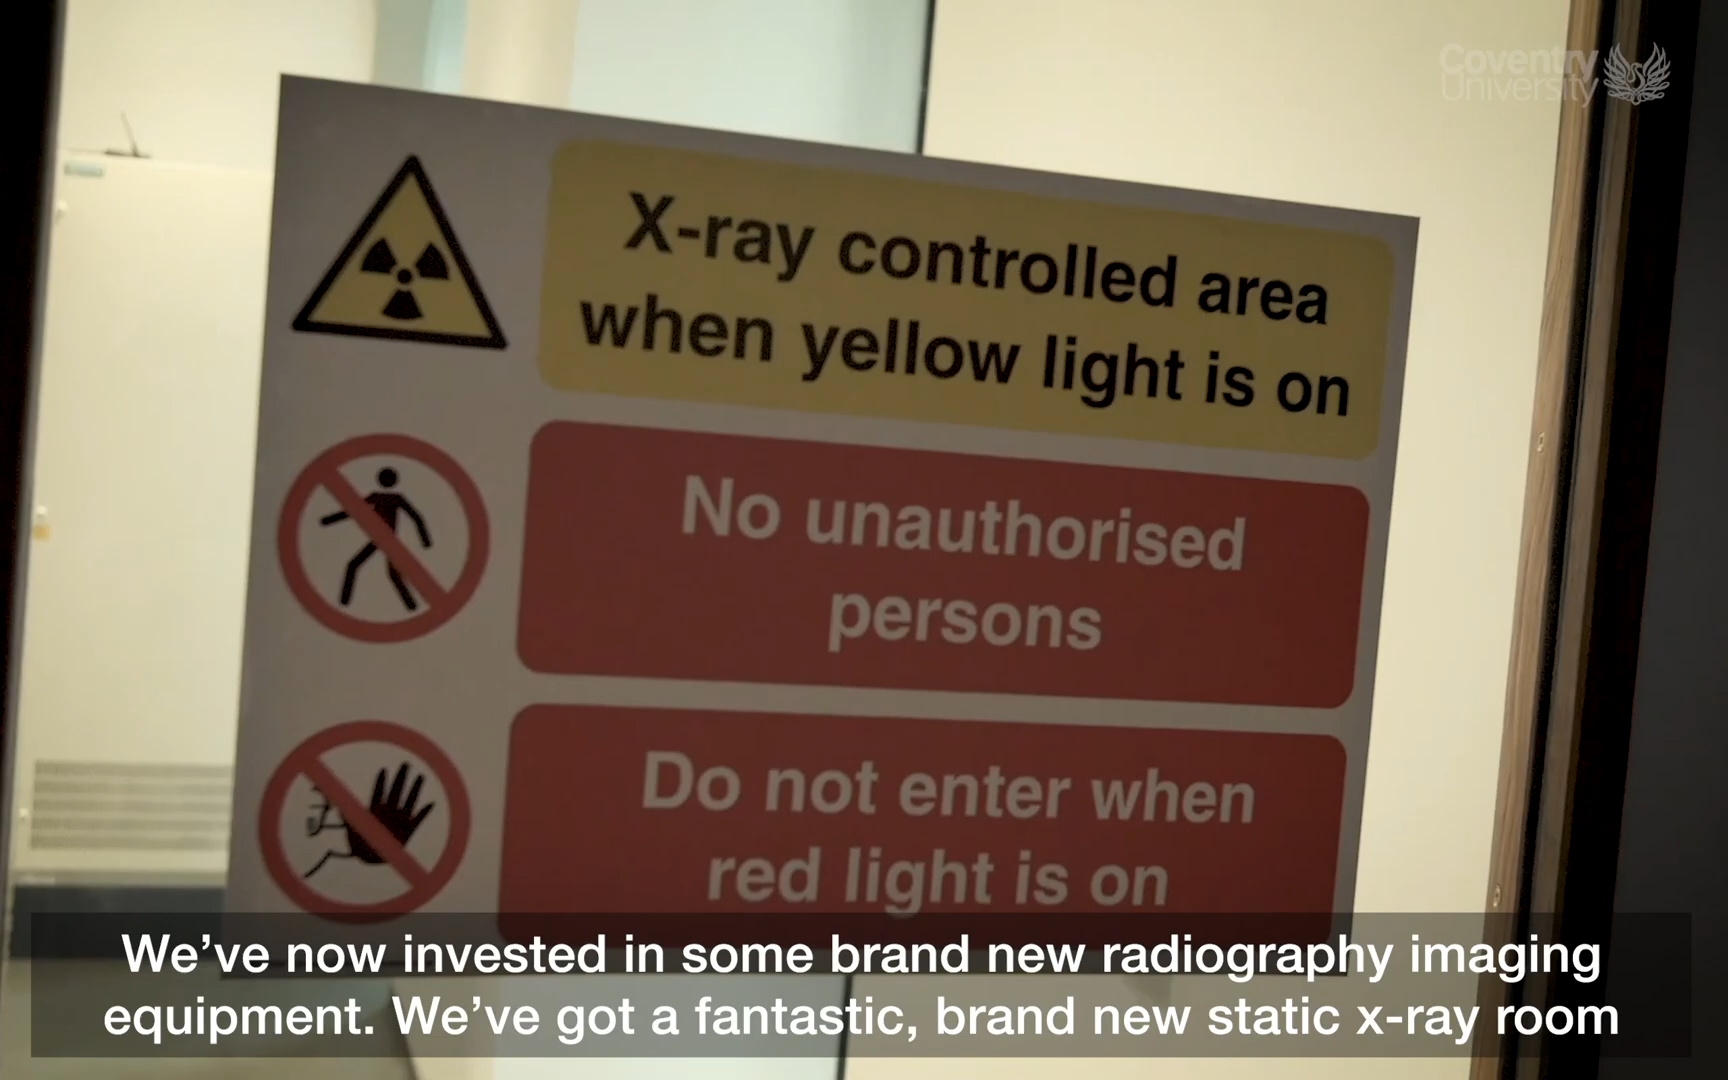 Coventry
University
X-ray controlled area
when yellow light is on
No unauthorised
persons
Do not enter when
red light is on
We’ve now invested in some brand new radiography imaging
equipment. We’ve got a fantastic, brand new static x-ray room